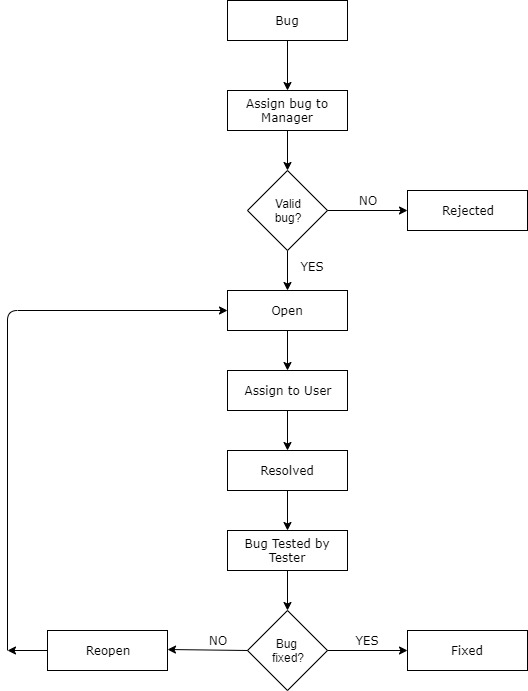 Bug
Assign bug to
Manager
Valid
bug?
NO
Rejected
YES
Open
Assign to User
Resolved
Bug Tested by
Tester
Bug
fixed?
NO
Reopen
YES
Fixed